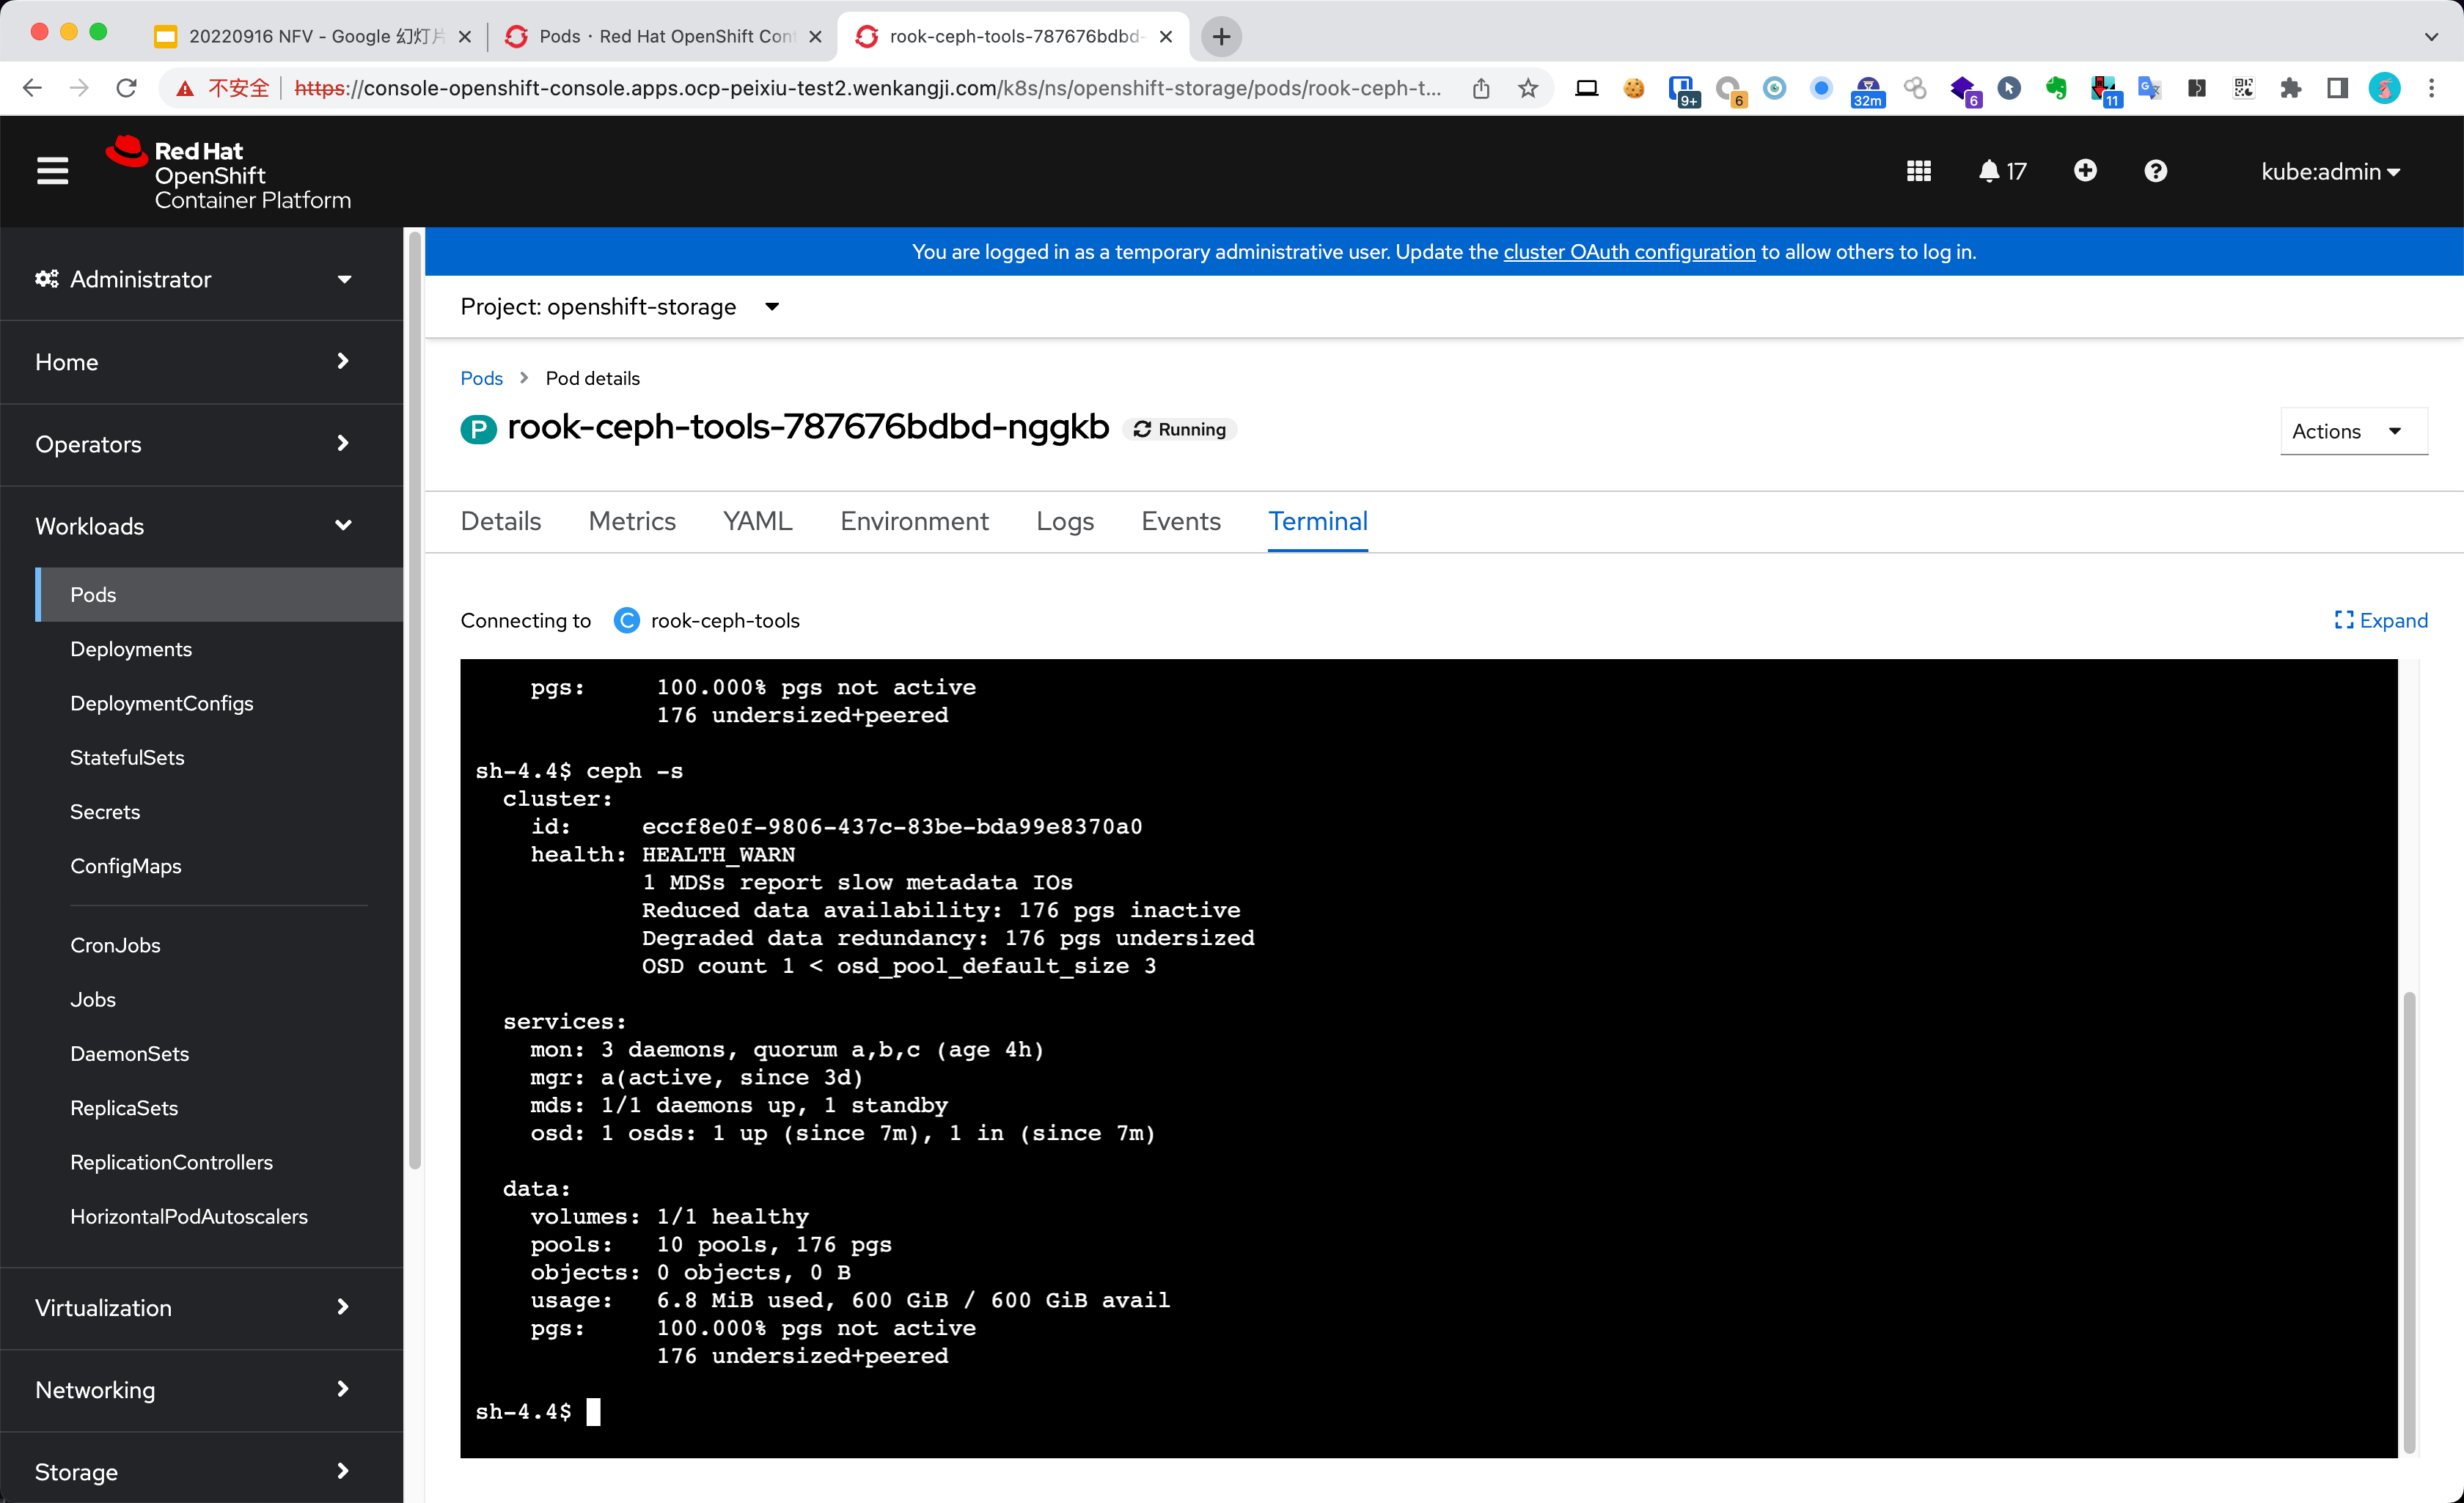 20220916 NFV - Google 幻灯片
Pods · Red Hat OpenShift Cont
rook-ceph-tools-787676bdbd-
不安全
https://console-openshift-console.apps.ocp-peixiu-test2.wenkangji.com/k8s/ns/openshift-storage/pods/rook-ceph-t...
9+
6
32m
6
11
Red Hat
OpenShift
Container Platform
17
kube:admin
You are logged in as a temporary administrative user. Update the cluster OAuth configuration to allow others to log in.
Administrator
Home
Operators
Workloads
Pods
Deployments
DeploymentConfigs
StatefulSets
Secrets
ConfigMaps
CronJobs
Jobs
DaemonSets
ReplicaSets
ReplicationControllers
HorizontalPodAutoscalers
Virtualization
Networking
Storage
Project: openshift-storage
Pods > Pod details
P rook-ceph-tools-787676bdbd-nggkb Running
Actions
Details Metrics YAML Environment Logs Events Terminal
Connecting to C rook-ceph-tools
Expand
pgs: 100.000% pgs not active
176 undersized+peered
sh-4.4$ ceph -s
cluster:
id: eccf8e0f-9806-437c-83be-bda99e8370a0
health: HEALTH_WARN
1 MDSs report slow metadata IOs
Reduced data availability: 176 pgs inactive
Degraded data redundancy: 176 pgs undersized
OSD count 1 < osd_pool_default_size 3
services:
mon: 3 daemons, quorum a,b,c (age 4h)
mgr: a(active, since 3d)
mds: 1/1 daemons up, 1 standby
osd: 1 osds: 1 up (since 7m), 1 in (since 7m)
data:
volumes: 1/1 healthy
pools: 10 pools, 176 pgs
objects: 0 objects, 0 B
usage: 6.8 MiB used, 600 GiB / 600 GiB avail
pgs: 100.000% pgs not active
176 undersized+peered
sh-4.4$